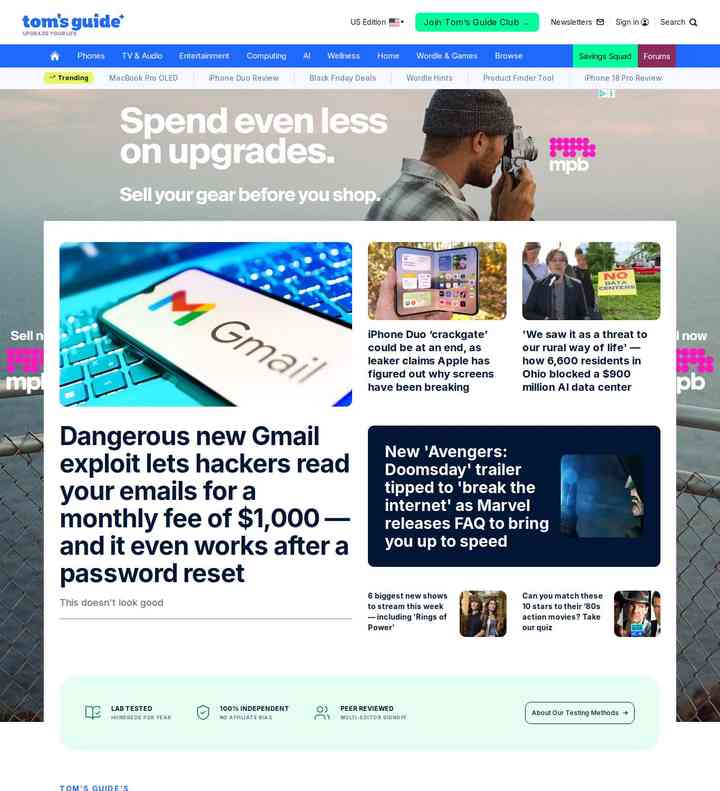 tom's guide
UPGRADE YOUR LIFE
US Edition
Join Tom's Guide Club →
Newsletters
Sign in
Search
Phones
TV & Audio
Entertainment
Computing
AI
Wellness
Home
Wordle & Games
Browse
Savings Squad
Forums
Trending
MacBook Pro OLED
iPhone Duo Review
Black Friday Deals
Wordle Hints
Product Finder Tool
iPhone 18 Pro Review
Spend even less
on upgrades.
Sell your gear before you shop.
mpb
Gmail
NO
DATA
CENTERS
iPhone Duo ‘crackgate’
could be at an end, as
leaker claims Apple has
figured out why screens
have been breaking
'We saw it as a threat to
our rural way of life' —
how 6,600 residents in
Ohio blocked a $900
million AI data center
Dangerous new Gmail
exploit lets hackers read
your emails for a
monthly fee of $1,000 —
and it even works after a
password reset
This doesn't look good
New 'Avengers:
Doomsday' trailer
tipped to 'break the
internet' as Marvel
releases FAQ to bring
you up to speed
6 biggest new shows
to stream this week
— including 'Rings of
Power'
Can you match these
10 stars to their '80s
action movies? Take
our quiz
LAB TESTED
HUNDREDS PER YEAR
100% INDEPENDENT
NO AFFILIATE BIAS
PEER REVIEWED
MULTI-EDITOR SIGNOFF
About Our Testing Methods →
TOM'S GUIDE'S